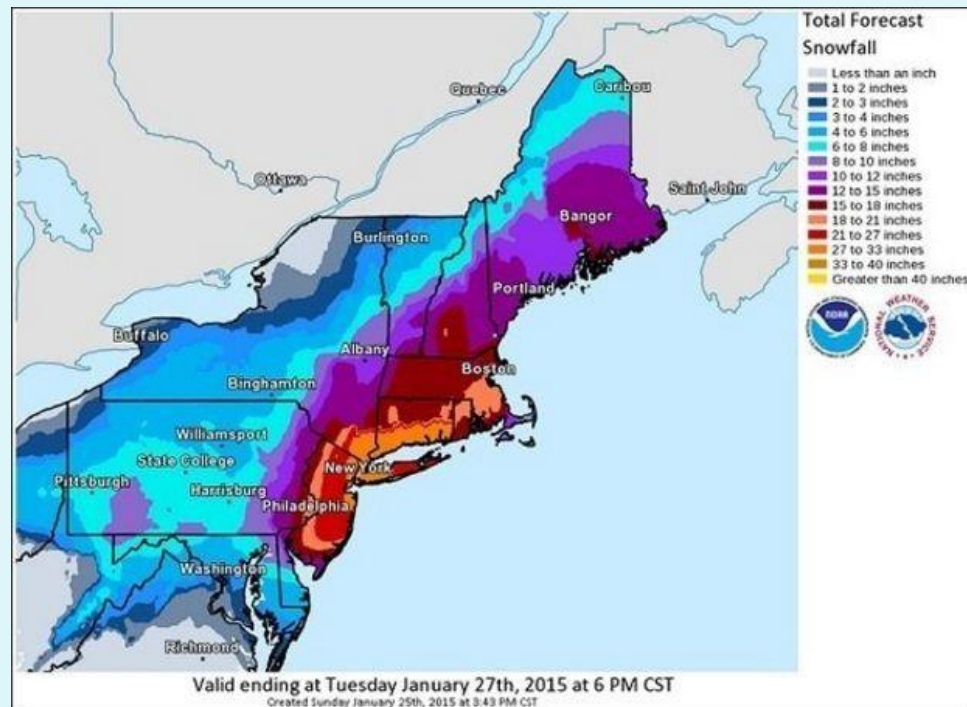 Total Forecast
Snowfall
Less than an inch
1 to 2 inches
2 to 3 inches
3 to 4 inches
4 to 6 inches
6 to 8 inches
8 to 10 inches
10 to 12 inches
12 to 15 inches
15 to 18 inches
18 to 21 inches
21 to 27 inches
27 to 33 inches
33 to 40 inches
Greater than 40 inches
NOAA
NATIONAL WEATHER SERVICE
Caribou
Quebec
Ottawa
Saint John
Bangor
Burlington
Portland
Buffalo
Albany
Boston
Binghamton
Williamsport
State College
New York
Pittsburgh
Harrisburg
Philadelphia
Washington
Richmond
Valid ending at Tuesday January 27th, 2015 at 6 PM CST
Created Sunday January 25th, 2015 at 3:43 PM CST